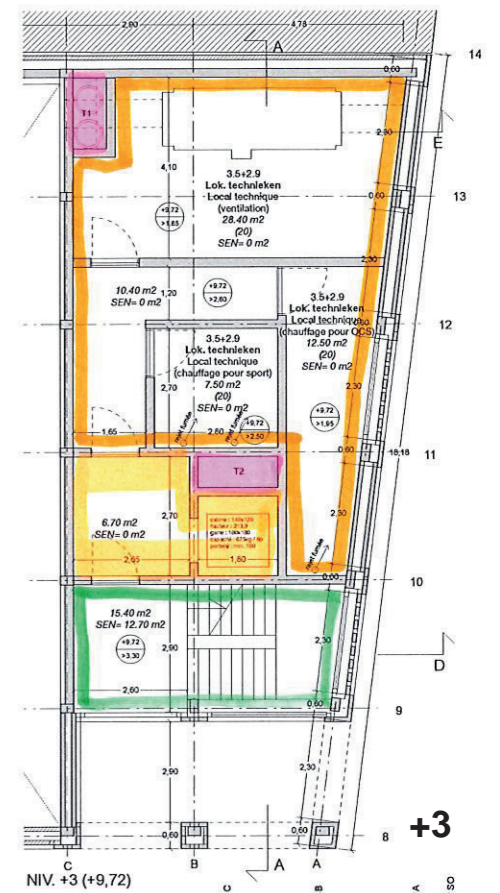 2,90
4,78
A
14
0,60
T1
2,30
E
4,10
3.5+2.9
Lok. technieken
Local technique
(ventilation)
28.40 m2
(20)
SEN= 0 m2
0,60
13
+9,72
>1.85
2,30
10.40 m2
SEN= 0 m2
1,20
+9,72
>2,60
3.5+2.9
Lok. technieken
Local technique
(chauffage pour OCS)
12.50 m2
(20)
SEN= 0 m2
12
3.5+2.9
Lok. technieken
Local technique
(chauffage pour sport)
7.50 m2
(20)
SEN= 0 m2
2,70
2,30
+9,72
>1,95
+9,72
>2.50
1,65
2,60
0,60
11
18,18
T2
2,70
6.70 m2
SEN= 0 m2
2,30
2,65
1,80
0,60
10
15.40 m2
SEN= 12.70 m2
+9,72
>3.30
2,90
2,30
D
2,60
0,60
9
2,90
2,30
0,60
0,60
8
+3
C
B
A
A
NIV. +3 (+9,72)
C
B
A
SO